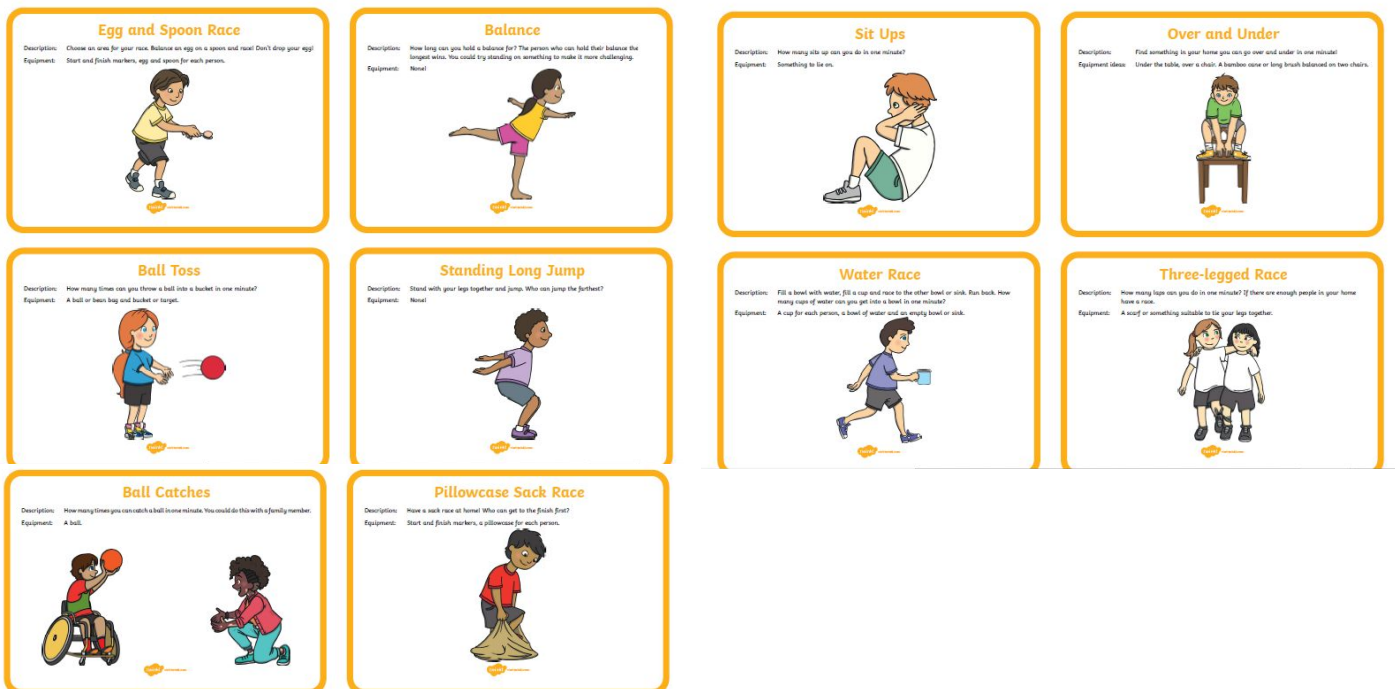 Egg and Spoon Race
Description: Choose an area for your race. Balance an egg on a spoon and race! Don't drop your egg!
Equipment: Start and finish markers, egg and spoon for each person.
Balance
Description: How long can you hold a balance for? The person who can hold their balance the
longest wins. You could try standing on something to make it more challenging.
Equipment: None!
Sit Ups
Description: How many sits up can you do in one minute?
Equipment: Something to lie on.
Over and Under
Description: Find something in your home you can go over and under in one minute!
Equipment ideas: Under the table, over a chair. A bamboo cane or long brush balanced on two chairs.
Ball Toss
Description: How many times can you throw a ball into a bucket in one minute?
Equipment: A ball or bean bag and bucket or target.
Standing Long Jump
Description: Stand with your legs together and jump. Who can jump the farthest?
Equipment: None!
Water Race
Description: Fill a bowl with water, fill a cup and race to the other bowl or sink. Run back. How
many cups of water can you get into a bowl in one minute?
Equipment: A cup for each person, a bowl of water and an empty bowl or sink.
Three-legged Race
Description: How many laps can you do in one minute? If there are enough people in your home
have a race.
Equipment: A scarf or something suitable to tie your legs together.
Ball Catches
Description: How many times you can catch a ball in one minute. You could do this with a family member.
Equipment: A ball.
Pillowcase Sack Race
Description: Have a sack race at home! Who can get to the finish first?
Equipment: Start and finish markers, a pillowcase for each person.